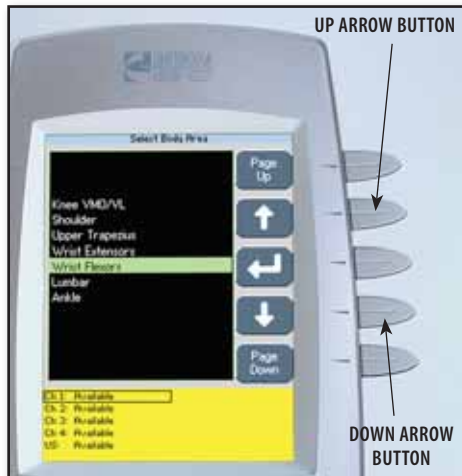 UP ARROW BUTTON
Select Body Area
Page
Up
Knee VMO/VL
Shoulder
Upper Trapezius
Wrist Extensors
Wrist Flexors
Lumbar
Ankle
Page
Down
Ch 1: Available
Ch 2: Available
Ch 3: Available
Ch 4: Available
US: Available
DOWN ARROW
BUTTON